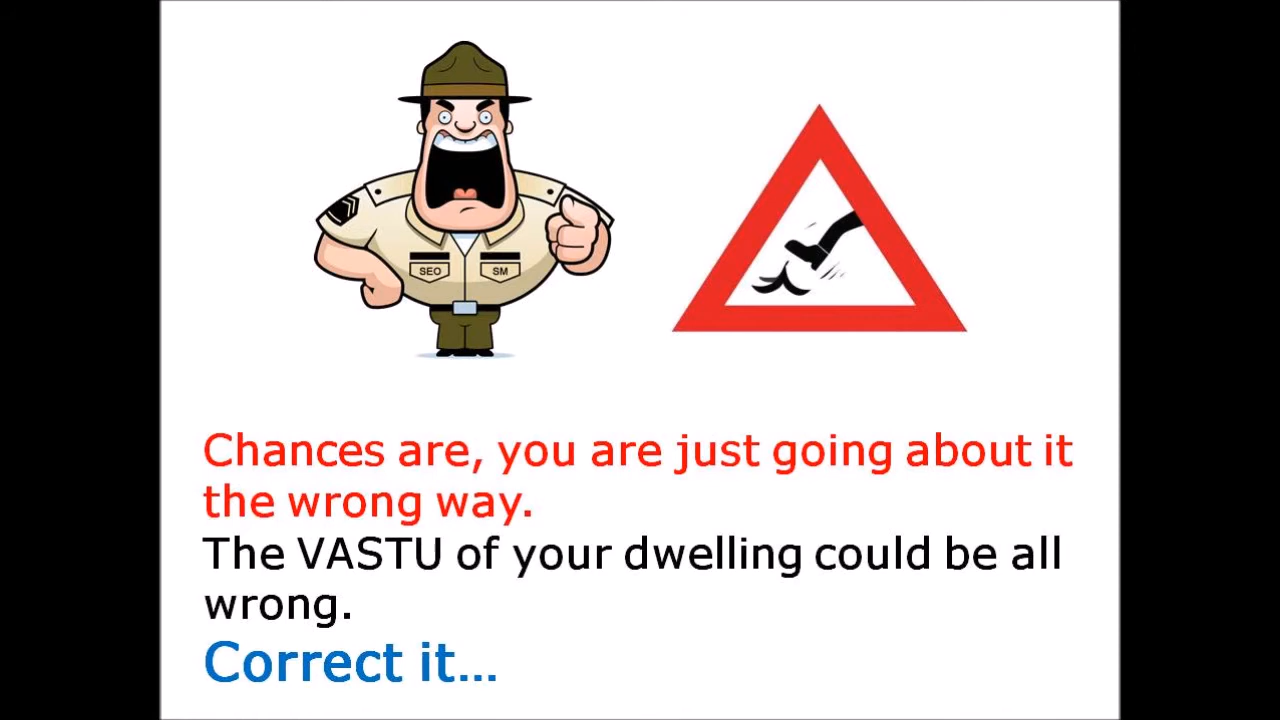 SEO SM
Chances are, you are just going about it
the wrong way.
The VASTU of your dwelling could be all
wrong.
Correct it...